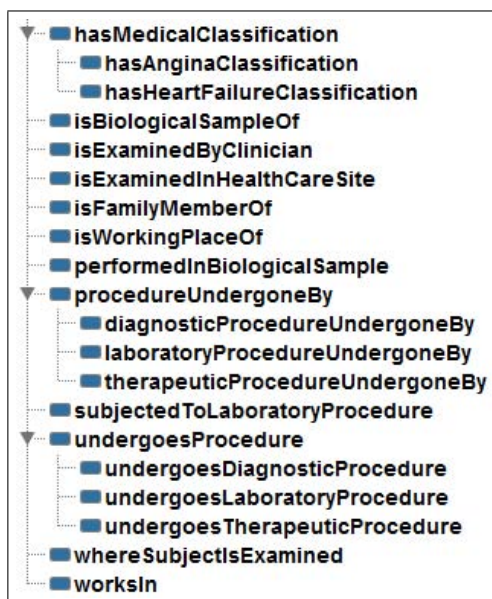 hasMedicalClassification
hasAnginaClassification
hasHeartFailureClassification
isBiologicalSampleOf
isExaminedByClinician
isExaminedInHealthCareSite
isFamilyMemberOf
isWorkingPlaceOf
performedInBiologicalSample
procedureUndergoneBy
diagnosticProcedureUndergoneBy
laboratoryProcedureUndergoneBy
therapeuticProcedureUndergoneBy
subjectedToLaboratoryProcedure
undergoesProcedure
undergoesDiagnosticProcedure
undergoesLaboratoryProcedure
undergoesTherapeuticProcedure
whereSubjectIsExamined
worksIn